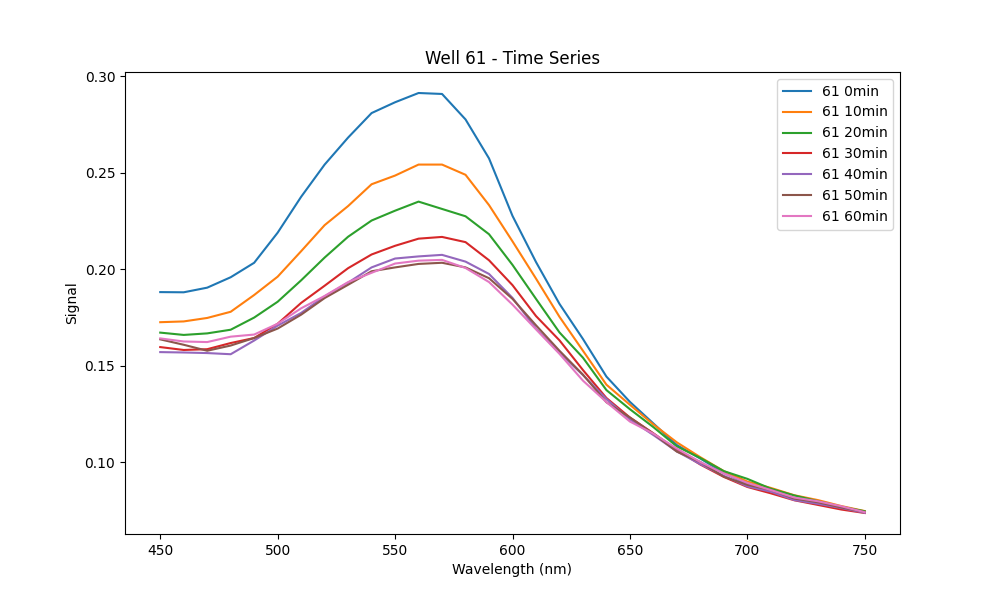 Well 61 - Time Series
Signal
0.30
0.25
0.20
0.15
0.10
61 0min
61 10min
61 20min
61 30min
61 40min
61 50min
61 60min
450 500 550 600 650 700 750
Wavelength (nm)